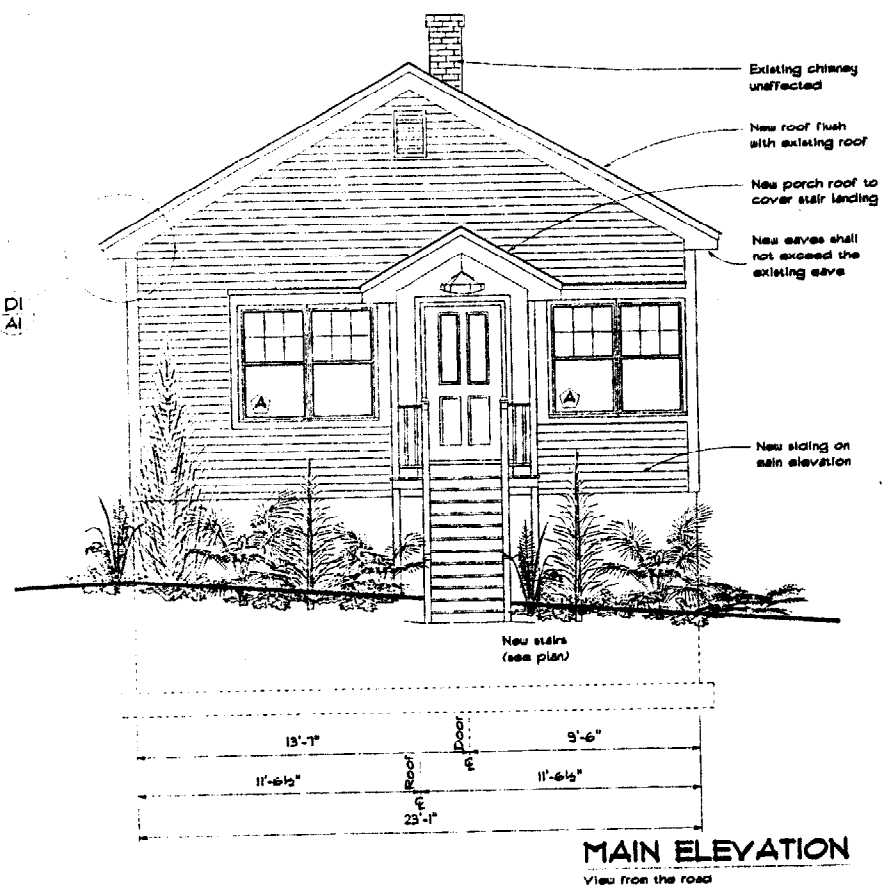 Existing chimney
unaffected
New roof flush
with existing roof
New porch roof to
cover stair landing
New eaves shall
not exceed the
existing eave
D1
A1
A
A
New siding on
main elevation
New stairs
(see plan)
13'-7"
Door
℄
9'-6"
11'-6½"
Roof
℄
11'-6½"
23'-1"
MAIN ELEVATION
View from the road